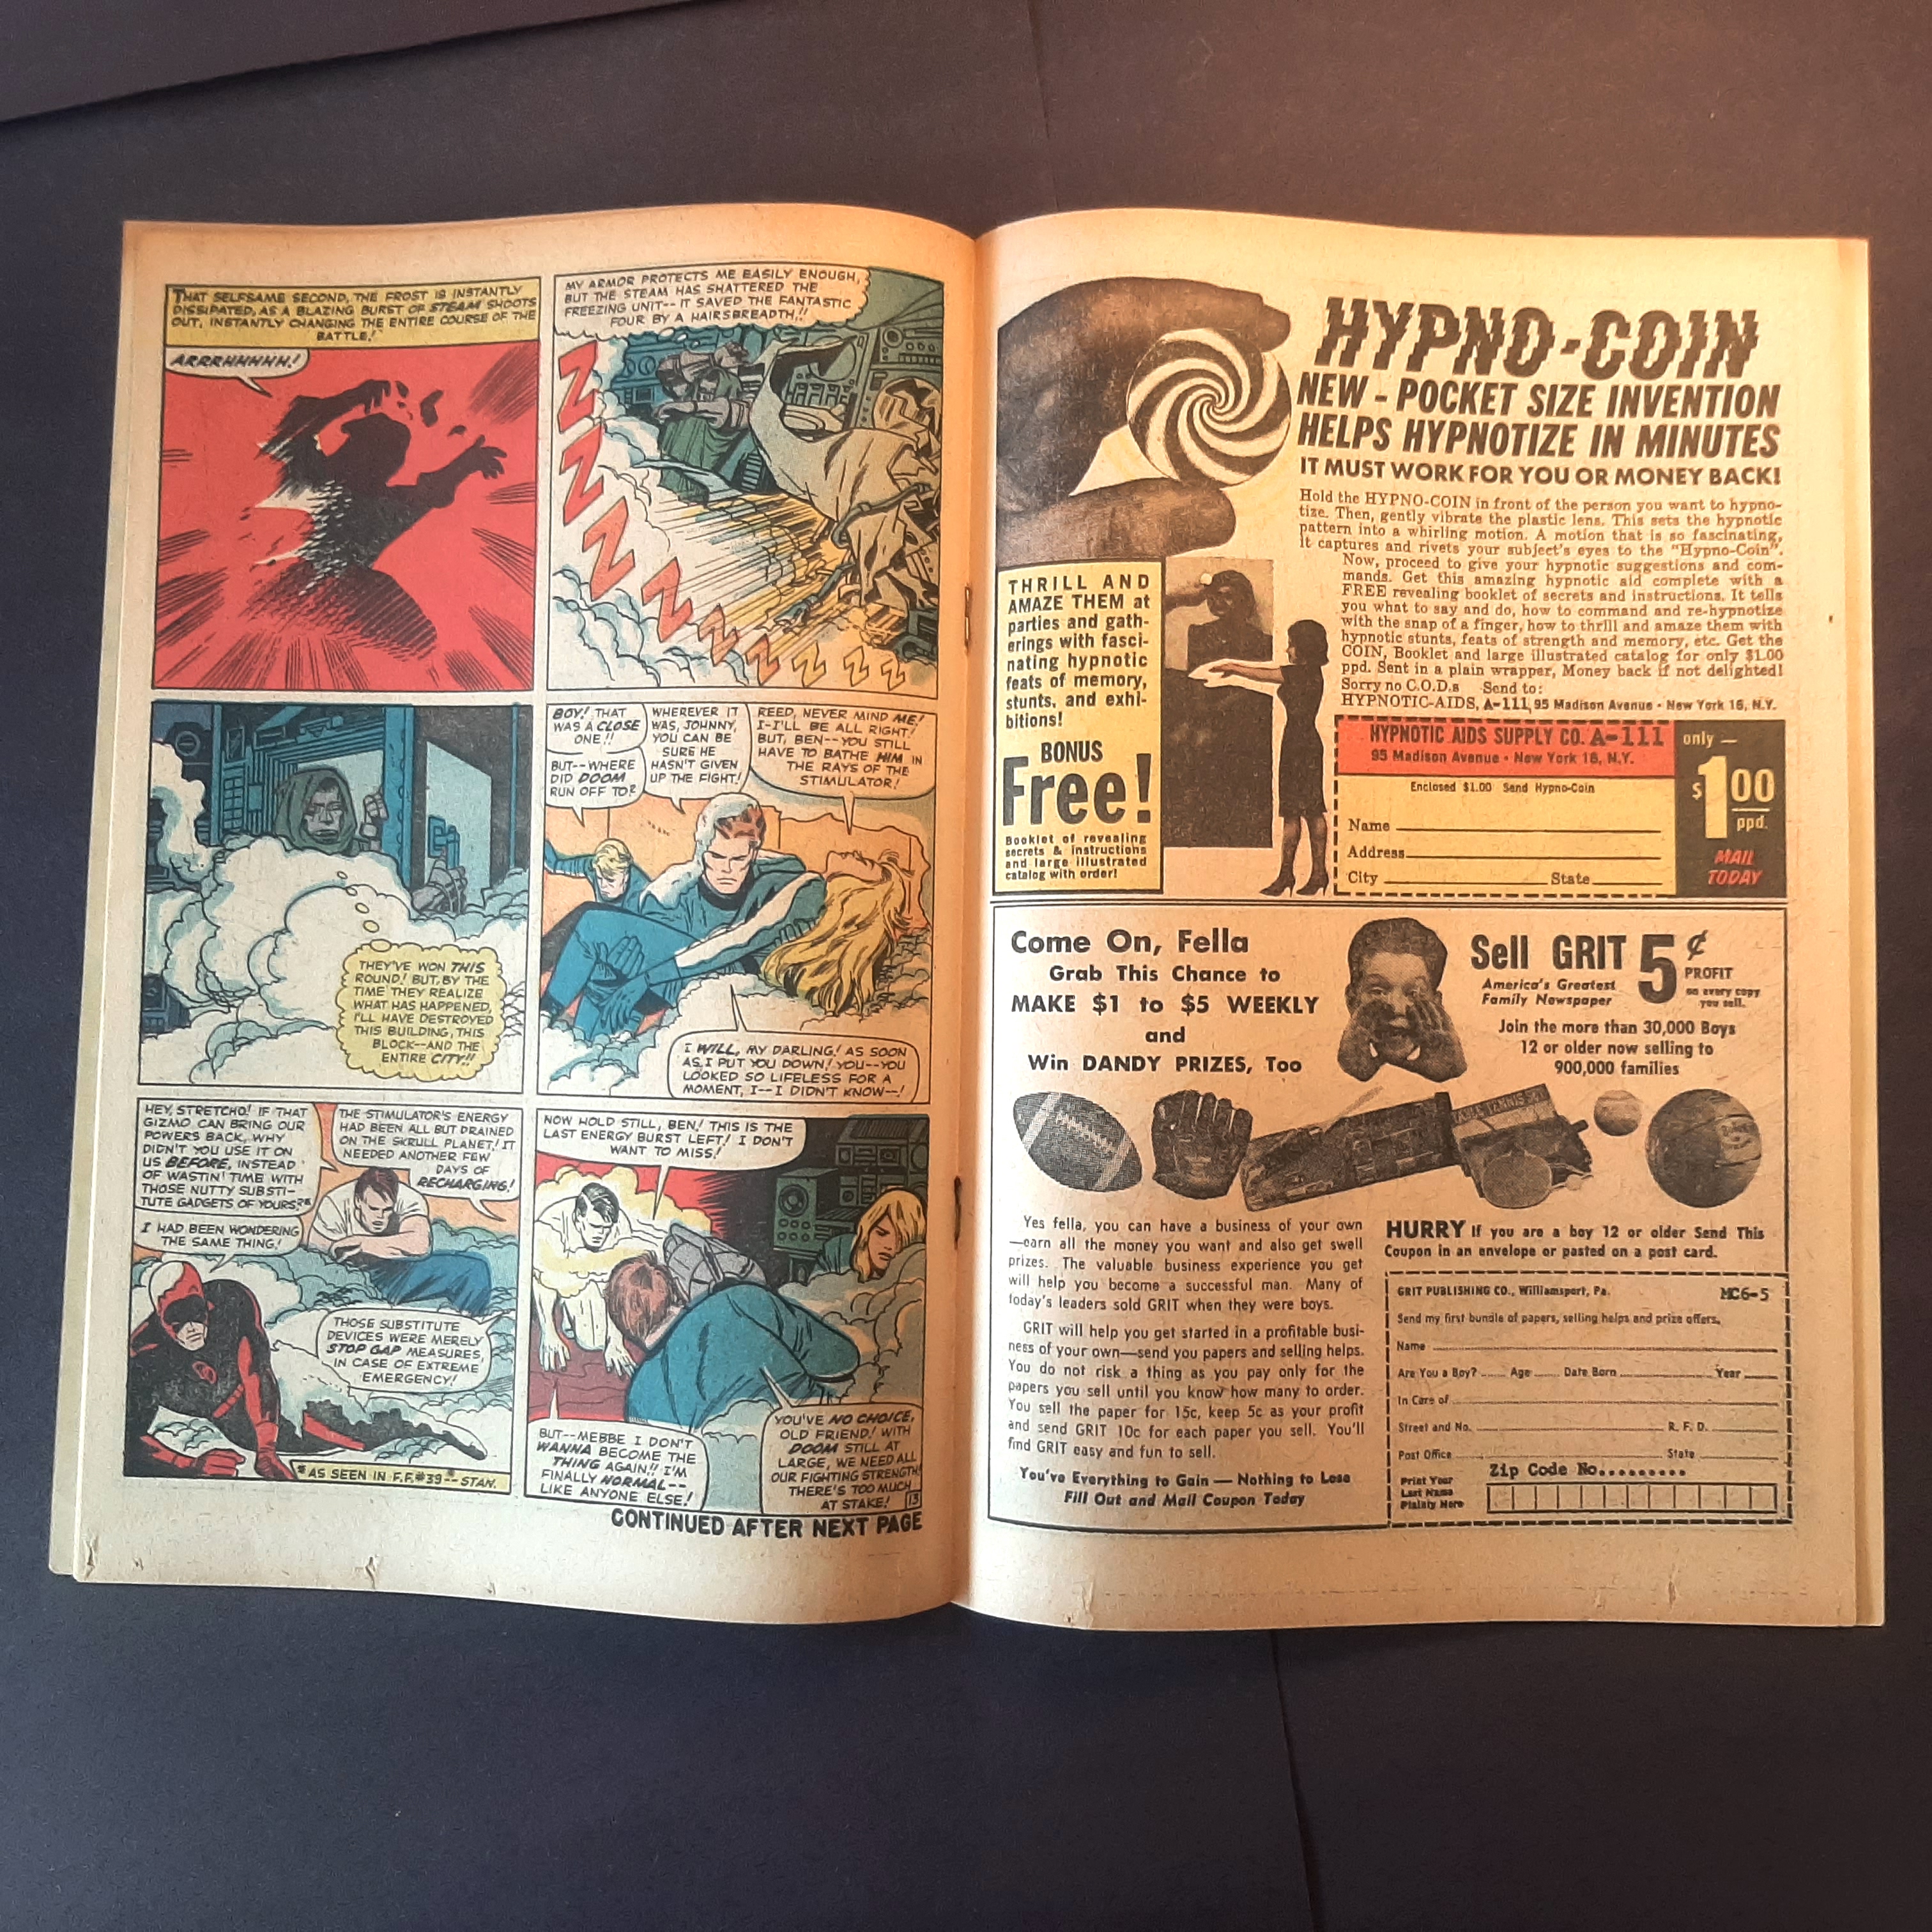 THAT SELFSAME SECOND, THE FROST IS INSTANTLY
DISSIPATED, AS A BLAZING BURST OF STEAM SHOOTS
OUT, INSTANTLY CHANGING THE ENTIRE COURSE OF THE
BATTLE!
ARRRHHHHH!
MY ARMOR PROTECTS ME EASILY ENOUGH,
BUT THE STEAM HAS SHATTERED THE
FREEZING UNIT-- IT SAVED THE FANTASTIC
FOUR BY A HAIRSBREADTH!!
Z Z Z Z Z Z Z Z Z Z Z
THEY'VE WON THIS
ROUND! BUT, BY THE
TIME THEY REALIZE
WHAT HAS HAPPENED,
I'LL HAVE DESTROYED
THIS BUILDING, THIS
BLOCK--AND THE
ENTIRE CITY!!
BOY! THAT
WAS A CLOSE
ONE!!
BUT--WHERE
DID DOOM
RUN OFF TO?
WHEREVER IT
WAS, JOHNNY,
YOU CAN BE
SURE HE
HASN'T GIVEN
UP THE FIGHT!
REED, NEVER MIND ME!
I-I'LL BE ALL RIGHT!
BUT, BEN--YOU STILL
HAVE TO BATHE HIM IN
THE RAYS OF THE
STIMULATOR!
I WILL, MY DARLING! AS SOON
AS I PUT YOU DOWN! YOU--YOU
LOOKED SO LIFELESS FOR A
MOMENT, I--I DIDN'T KNOW--!
HEY, STRETCHO! IF THAT
GIZMO CAN BRING OUR
POWERS BACK, WHY
DIDN'T YOU USE IT ON
US BEFORE, INSTEAD
OF WASTIN' TIME WITH
THOSE NUTTY SUBSTI-
TUTE GADGETS OF YOURS?*
I HAD BEEN WONDERING
THE SAME THING!
THE STIMULATOR'S ENERGY
HAD BEEN ALL BUT DRAINED
ON THE SKRULL PLANET! IT
NEEDED ANOTHER FEW
DAYS OF
RECHARGING!
THOSE SUBSTITUTE
DEVICES WERE MERELY
STOP GAP MEASURES,
IN CASE OF EXTREME
EMERGENCY!
*AS SEEN IN F.F. #39 -- STAN.
NOW HOLD STILL, BEN! THIS IS THE
LAST ENERGY BURST LEFT! I DON'T
WANT TO MISS!
BUT--MEBBE I DON'T
WANNA BECOME THE
THING AGAIN!! I'M
FINALLY NORMAL--
LIKE ANYONE ELSE!
YOU'VE NO CHOICE,
OLD FRIEND! WITH
DOOM STILL AT
LARGE, WE NEED ALL
OUR FIGHTING STRENGTH!
THERE'S TOO MUCH
AT STAKE!
13
CONTINUED AFTER NEXT PAGE
HYPNO-COIN
NEW - POCKET SIZE INVENTION
HELPS HYPNOTIZE IN MINUTES
IT MUST WORK FOR YOU OR MONEY BACK!
Hold the HYPNO-COIN in front of the person you want to hypno-
tize. Then, gently vibrate the plastic lens. This sets the hypnotic
pattern into a whirling motion. A motion that is so fascinating,
it captures and rivets your subject's eyes to the "Hypno-Coin".
Now, proceed to give your hypnotic suggestions and com-
mands. Get this amazing hypnotic aid complete with a
FREE revealing booklet of secrets and instructions. It tells
you what to say and do, how to command and re-hypnotize
with the snap of a finger, how to thrill and amaze them with
hypnotic stunts, feats of strength and memory, etc. Get the
COIN, Booklet and large illustrated catalog for only $1.00
ppd. Sent in a plain wrapper, Money back if not delighted!
Sorry no C.O.D.s Send to:
HYPNOTIC-AIDS, A-111, 95 Madison Avenue • New York 16, N.Y.
THRILL AND
AMAZE THEM at
parties and gath-
erings with fasci-
nating hypnotic
feats of memory,
stunts, and exhi-
bitions!
BONUS
Free!
Booklet of revealing
secrets & instructions
and large illustrated
catalog with order!
HYPNOTIC AIDS SUPPLY CO. A-111
95 Madison Avenue • New York 16, N.Y.
Enclosed $1.00 Send Hypno-Coin
Name
Address
City State
only —
$1.00
ppd.
MAIL
TODAY
Come On, Fella
Grab This Chance to
MAKE $1 to $5 WEEKLY
and
Win DANDY PRIZES, Too
Sell GRIT
America's Greatest
Family Newspaper
5¢
PROFIT
on every copy
you sell.
Join the more than 30,000 Boys
12 or older now selling to
900,000 families
TABLE TENNIS SET
Yes fella, you can have a business of your own
—earn all the money you want and also get swell
prizes. The valuable business experience you get
will help you become a successful man. Many of
today's leaders sold GRIT when they were boys.
GRIT will help you get started in a profitable busi-
ness of your own—send you papers and selling helps.
You do not risk a thing as you pay only for the
papers you sell until you know how many to order.
You sell the paper for 15c, keep 5c as your profit
and send GRIT 10c for each paper you sell. You'll
find GRIT easy and fun to sell.
You've Everything to Gain — Nothing to Lose
Fill Out and Mail Coupon Today
HURRY If you are a boy 12 or older Send This
Coupon in an envelope or pasted on a post card.
GRIT PUBLISHING CO., Williamsport, Pa. MC6-5
Send my first bundle of papers, selling helps and prize offers.
Name
Are You a Boy? Age Date Born Year
In Care of
Street and No. R. F. D.
Post Office State
Zip Code No.
Print Your
Last Name
Plainly Here